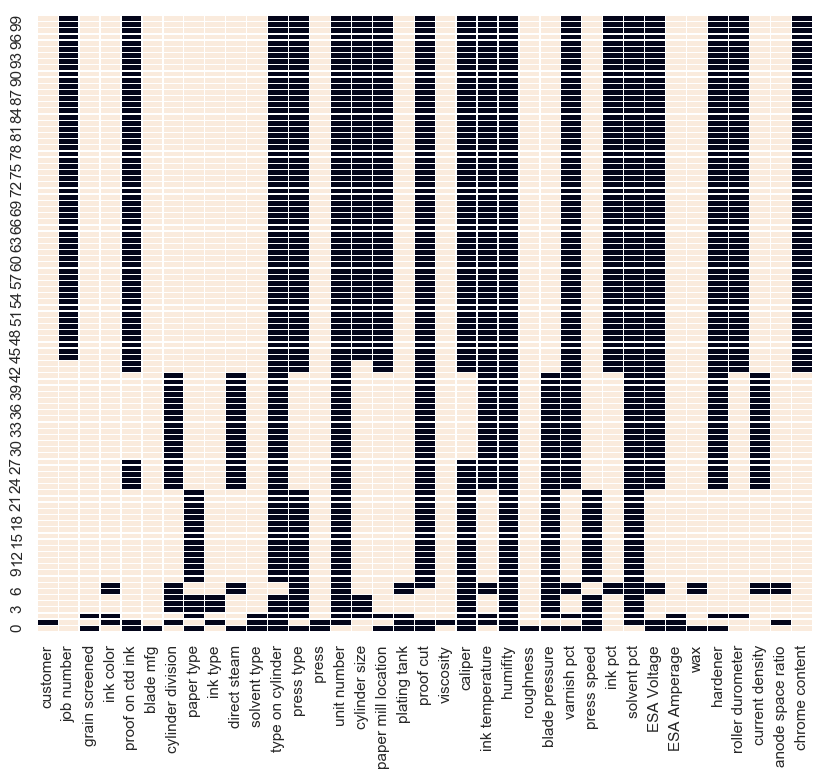 99
96
93
90
87
84
81
78
75
72
69
66
63
60
57
54
51
48
45
42
39
36
33
30
27
24
21
18
15
12
9
6
3
0
customer
job number
grain screened
ink color
proof on ctd ink
blade mfg
cylinder division
paper type
ink type
direct steam
solvent type
type on cylinder
press type
press
unit number
cylinder size
paper mill location
plating tank
proof cut
viscosity
caliper
ink temperature
humifity
roughness
blade pressure
varnish pct
press speed
ink pct
solvent pct
ESA Voltage
ESA Amperage
wax
hardener
roller durometer
current density
anode space ratio
chrome content